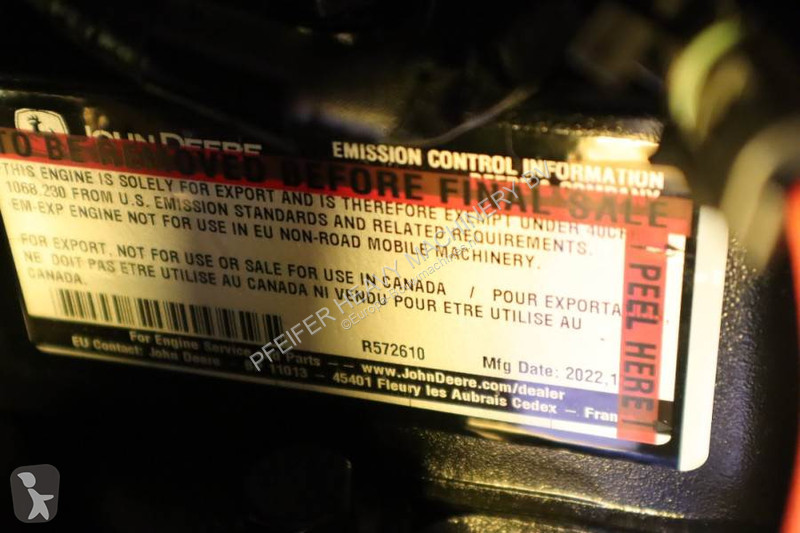 JOHN DEERE
EMISSION CONTROL INFORMATION
COMPANY
TO BE REMOVED BEFORE FINAL SALE
THIS ENGINE IS SOLELY FOR EXPORT AND IS THEREFORE EXEMPT UNDER 40CF
1068.230 FROM U.S. EMISSION STANDARDS AND RELATED REQUIREMENTS.
EM-EXP ENGINE NOT FOR USE IN EU NON-ROAD MOBILE MACHINERY.
FOR EXPORT. NOT FOR USE OR SALE FOR USE IN CANADA / POUR EXPORTA
NE DOIT PAS ETRE UTILISE AU CANADA NI VENDU POUR ETRE UTILISE AU
CANADA.
! PEEL HERE !
R572610
Mfg Date: 2022,1
For Engine Service Parts -- www.JohnDeere.com/dealer
EU Contact: John Deere - 11013 - 45401 Fleury les Aubrais Cedex - Fran
PFEIFER HEAVY MACHINERY